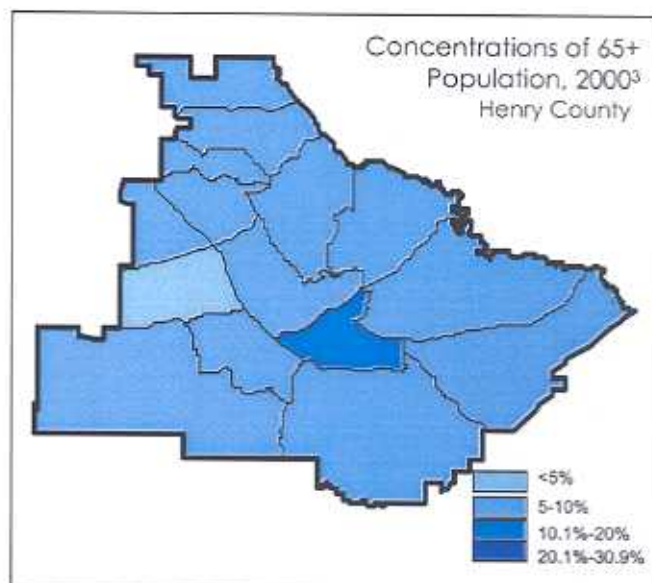 Concentrations of 65+
Population, 2000³
Henry County
<5%
5-10%
10.1%-20%
20.1%-30.9%